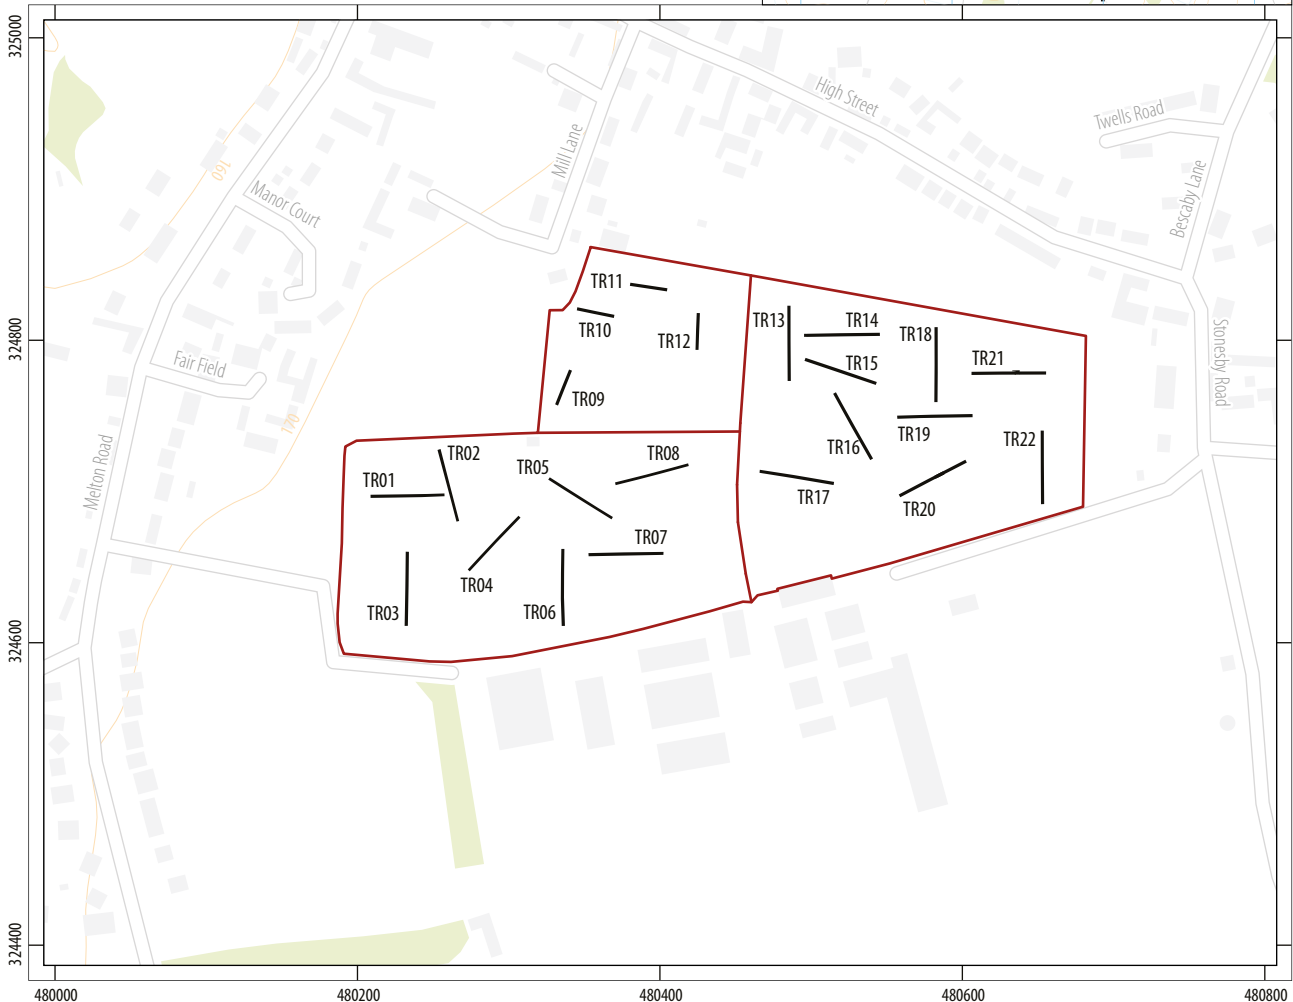 325000
324800
324600
324400
480000
480200
480400
480600
480800
High Street
Twells Road
Mill Lane
Bescaby Lane
160
Manor Court
Fair Field
170
Melton Road
Stonesby Road
TR11
TR10
TR12
TR09
TR13
TR14
TR18
TR15
TR21
TR16
TR19
TR22
TR17
TR20
TR02
TR01
TR05
TR08
TR07
TR04
TR03
TR06